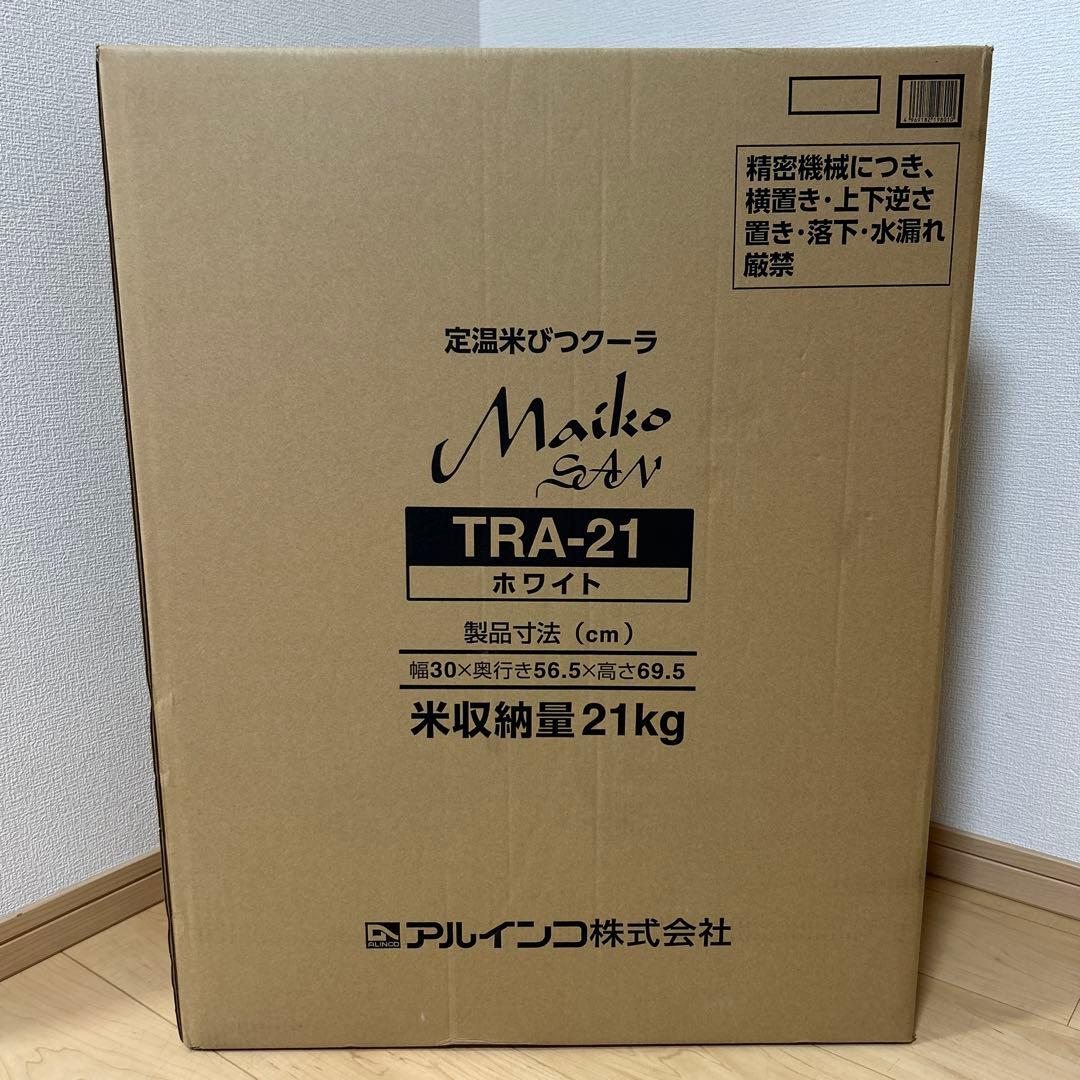 精密機械につき、
横置き・上下逆さ
置き・落下・水漏れ
厳禁
定温米びつクーラ
Maiko
SAN
TRA-21
ホワイト
製品寸法(cm)
幅30×奥行き56.5×高さ69.5
米収納量21kg
ALINCO アルインコ株式会社